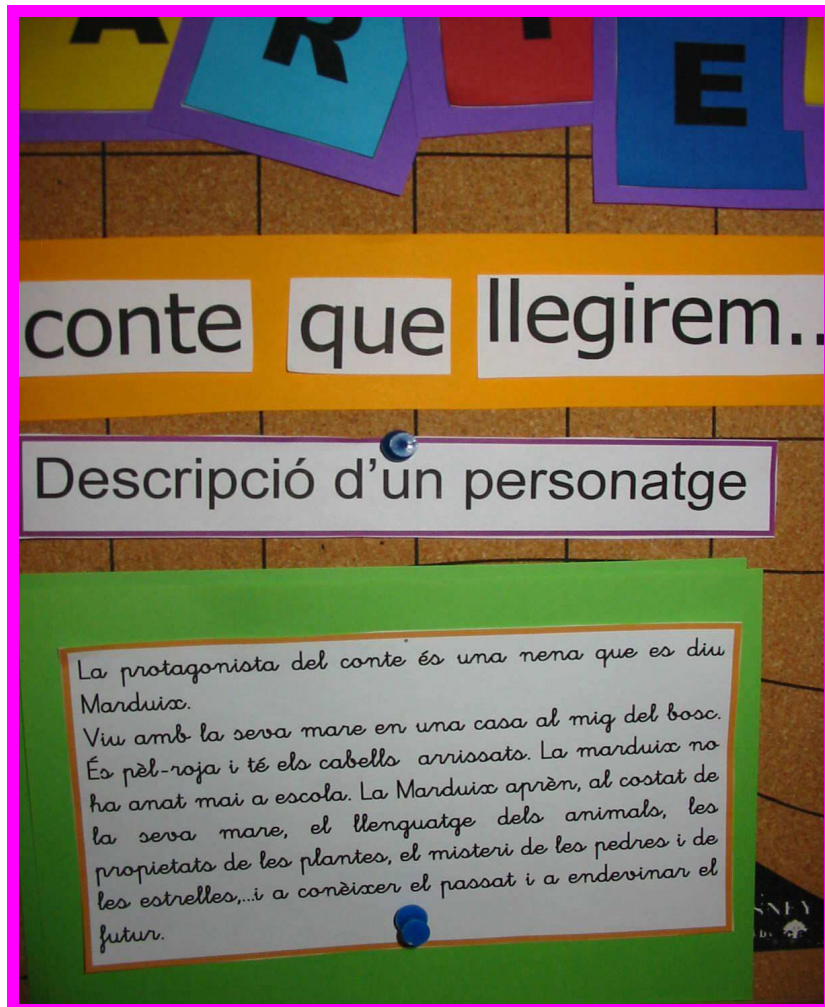 A R T E
conte que llegirem..
Descripció d'un personatge
La protagonista del conte és una nena que es diu
Marduix.
Viu amb la seva mare en una casa al mig del bosc.
És pèl-roja i té els cabells arrissats. La marduix no
ha anat mai a escola. La Marduix aprèn, al costat de
la seva mare, el llenguatge dels animals, les
propietats de les plantes, el misteri de les pedres i de
les estrelles,...i a conèixer el passat i a endevinar el
futur.